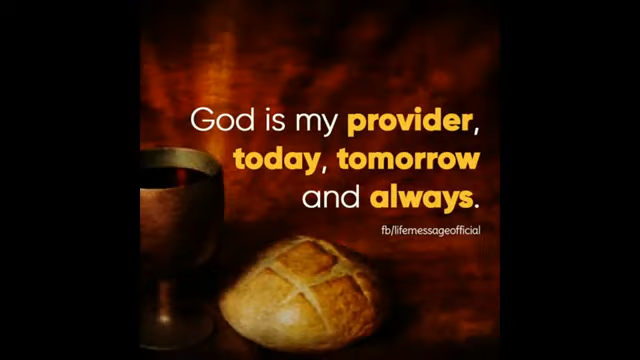 God is my provider,
today, tomorrow
and always.
fb/lifemessageofficial